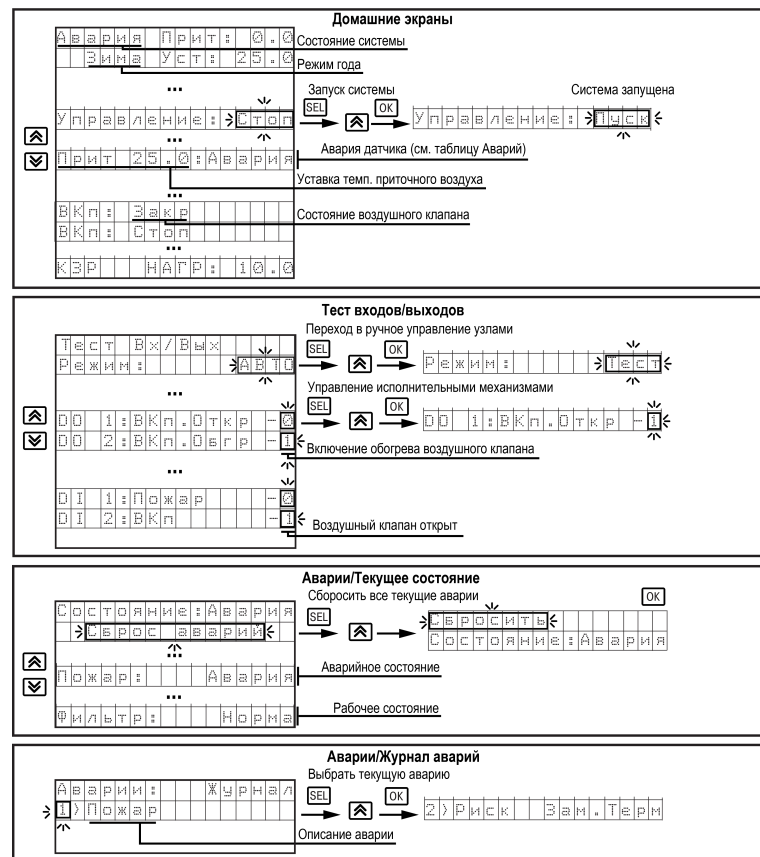 Домашние экраны
Авария Прит: 0.0
Состояние системы
Зима Уст: 25.0
Режим года
...
Запуск системы
Система запущена
Управление: Стоп
SEL
OK
Управление: Пуск
...
Прит 25.0:Авария
Авария датчика (см. таблицу Аварий)
Уставка темп. приточного воздуха
...
ВКп: Закр
Состояние воздушного клапана
ВКп: Стоп
...
КЗР НАГР: 10.0
Тест входов/выходов
Переход в ручное управление узлами
Тест Вх/Вых
Режим: АВТО
SEL
OK
Режим: Тест
...
Управление исполнительными механизмами
SEL
OK
DO 1:ВКп.Откр -0
DO 1:ВКп.Откр -1
DO 2:ВКп.Обгр -1
Включение обогрева воздушного клапана
...
DI 1:Пожар -0
DI 2:ВКп -1
Воздушный клапан открыт
Аварии/Текущее состояние
Сборосить все текущие аварии
Состояние:Авария
Сброс аварий
SEL
OK
Сбросить
Состояние:Авария
...
Пожар: Авария
Аварийное состояние
...
Фильтр: Норма
Рабочее состояние
Аварии/Журнал аварий
Выбрать текущую аварию
Аварии: Журнал
1)Пожар
SEL
OK
2)Риск Зам.Терм
Описание аварии